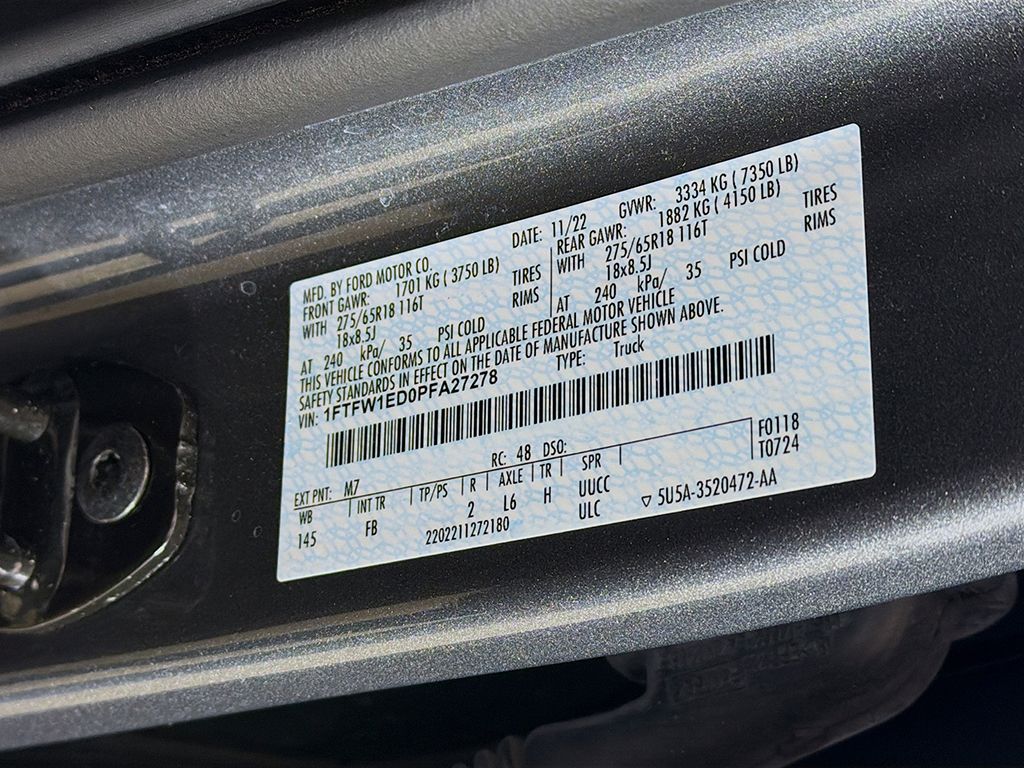 MFD. BY FORD MOTOR CO. DATE: 11/22 GVWR: 3334 KG ( 7350 LB)
FRONT GAWR: 1701 KG ( 3750 LB) REAR GAWR: 1882 KG ( 4150 LB)
WITH 275/65R18 116T TIRES WITH 275/65R18 116T TIRES
18x8.5J RIMS 18x8.5J RIMS
AT 240 kPa/ 35 PSI COLD AT 240 kPa/ 35 PSI COLD
THIS VEHICLE CONFORMS TO ALL APPLICABLE FEDERAL MOTOR VEHICLE
SAFETY STANDARDS IN EFFECT ON THE DATE OF MANUFACTURE SHOWN ABOVE.
VIN: 1FTFW1ED0PFA27278 TYPE: Truck
EXT PNT: M7 RC: 48 DSO: F0118
WB INT TR TP/PS R AXLE TR SPR T0724
145 FB 2 L6 H UUCC
2202211272180 ULC ▽ 5U5A-3520472-AA